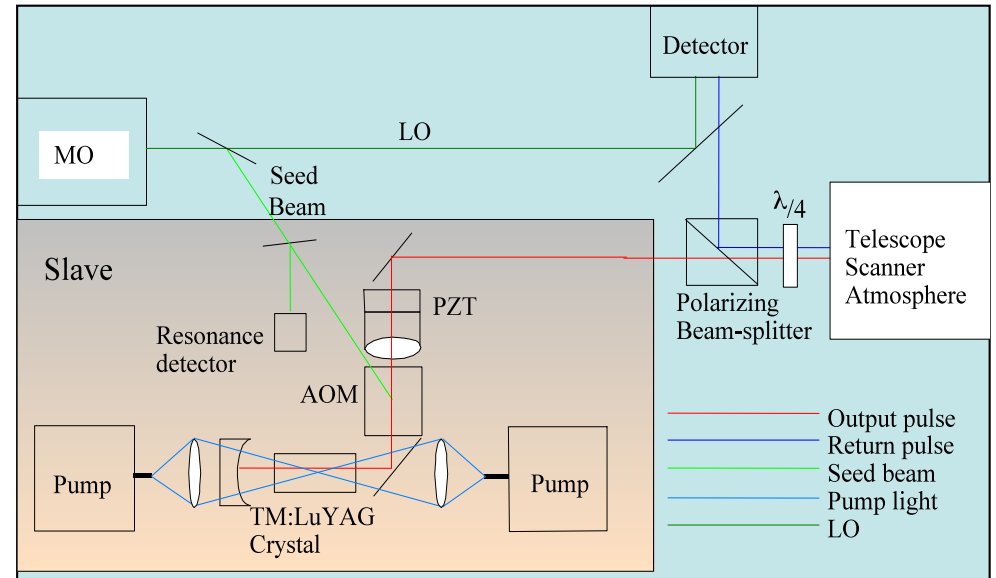 Detector
LO
MO
Seed
Beam
λ/4
Telescope
Scanner
Atmosphere
Slave
PZT
Polarizing
Beam-splitter
Resonance
detector
AOM
Output pulse
Return pulse
Seed beam
Pump light
LO
Pump
Pump
TM:LuYAG
Crystal